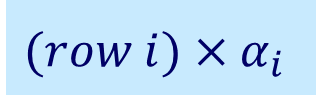 (row i) × αᵢ